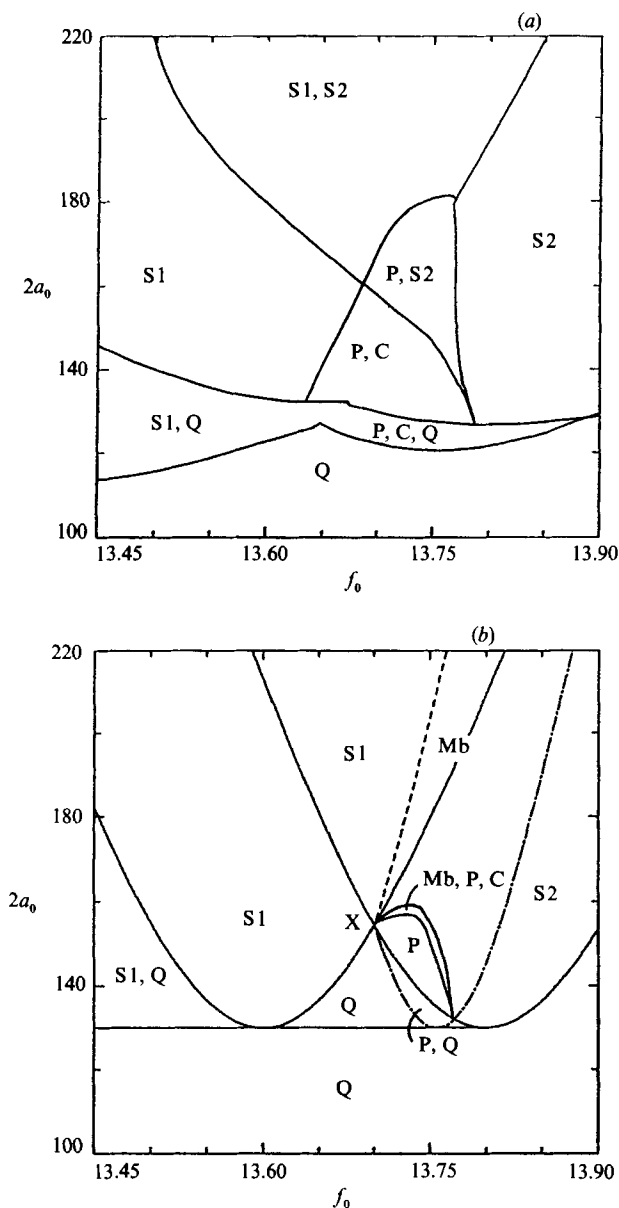 (a)
220
S1, S2
180
P, S2
S2
S1
2a₀
P, C
140
S1, Q
P, C, Q
Q
100
13.45
13.60
13.75
13.90
f₀
(b)
220
S1
Mb
180
Mb, P, C
S2
2a₀
S1
X
P
S1, Q
140
Q
P, Q
Q
100
13.45
13.60
13.75
13.90
f₀